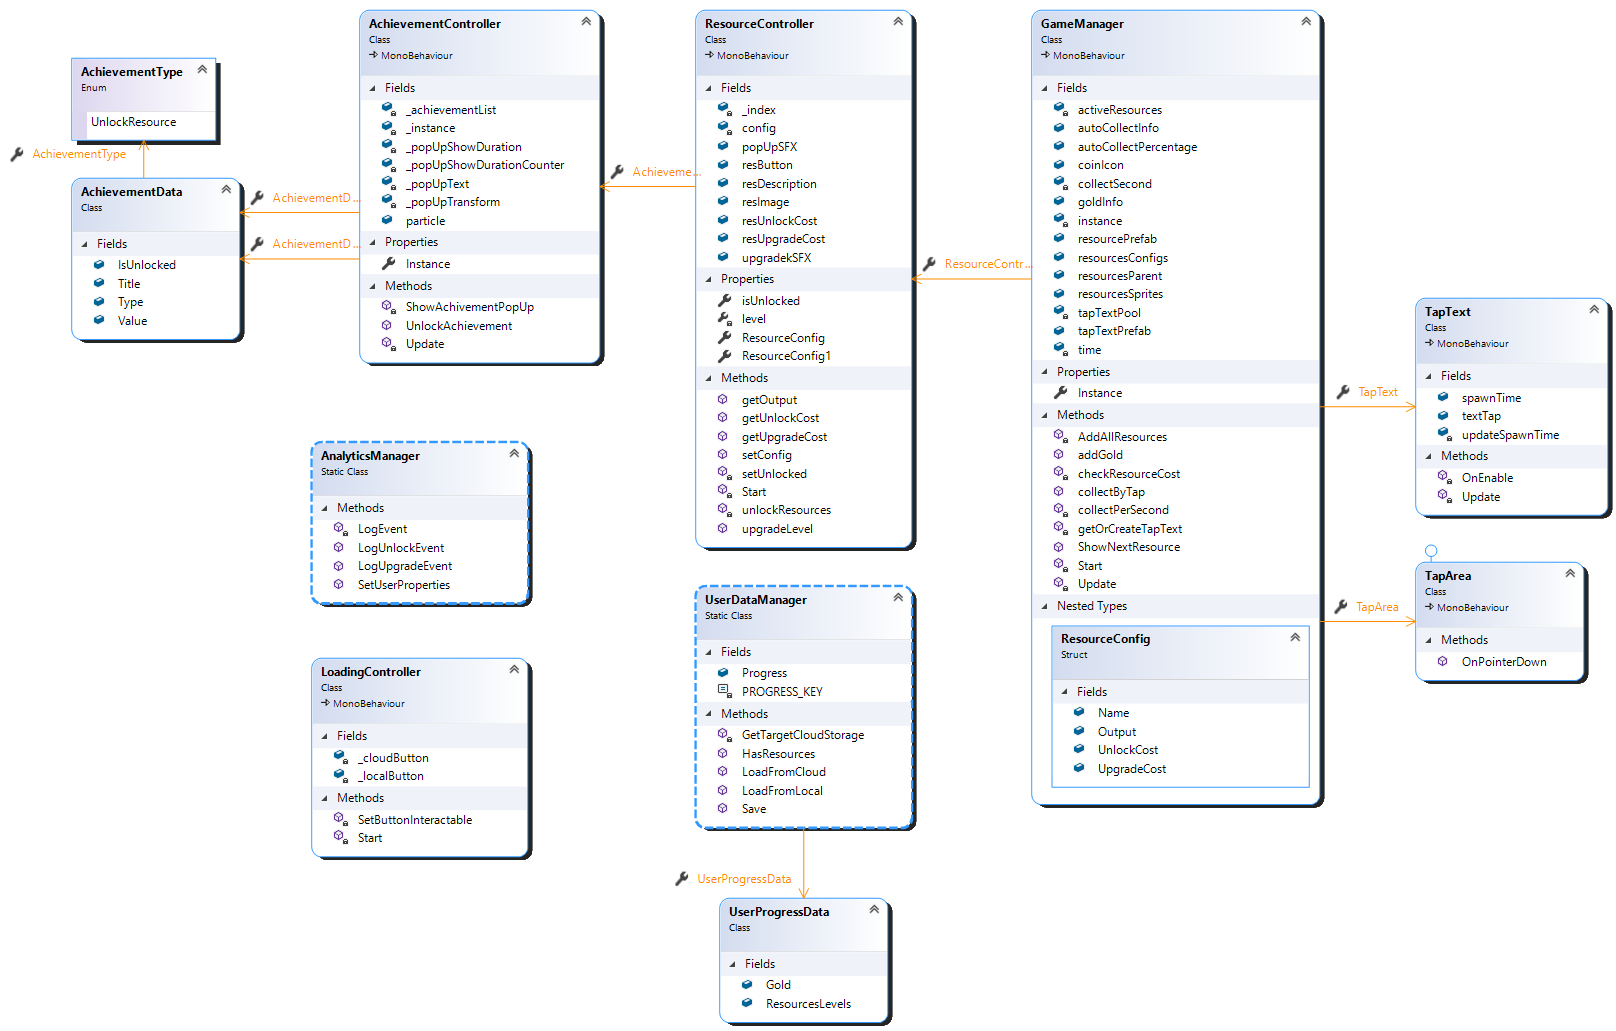 AchievementType
Enum
UnlockResource
AchievementType
AchievementData
Class
Fields
IsUnlocked
Title
Type
Value
AchievementD...
AchievementD...
AchievementController
Class
MonoBehaviour
Fields
_achievementList
_instance
_popUpShowDuration
_popUpShowDurationCounter
_popUpText
_popUpTransform
particle
Properties
Instance
Methods
ShowAchivementPopUp
UnlockAchievement
Update
Achieveme...
ResourceController
Class
MonoBehaviour
Fields
_index
config
popUpSFX
resButton
resDescription
resImage
resUnlockCost
resUpgradeCost
upgradekSFX
Properties
isUnlocked
level
ResourceConfig
ResourceConfig1
Methods
getOutput
getUnlockCost
getUpgradeCost
setConfig
setUnlocked
Start
unlockResources
upgradeLevel
ResourceContr...
GameManager
Class
MonoBehaviour
Fields
activeResources
autoCollectInfo
autoCollectPercentage
coinIcon
collectSecond
goldInfo
instance
resourcePrefab
resourcesConfigs
resourcesParent
resourcesSprites
tapTextPool
tapTextPrefab
time
Properties
Instance
Methods
AddAllResources
addGold
checkResourceCost
collectByTap
collectPerSecond
getOrCreateTapText
ShowNextResource
Start
Update
Nested Types
ResourceConfig
Struct
Fields
Name
Output
UnlockCost
UpgradeCost
TapText
TapText
Class
MonoBehaviour
Fields
spawnTime
textTap
updateSpawnTime
Methods
OnEnable
Update
TapArea
TapArea
Class
MonoBehaviour
Methods
OnPointerDown
AnalyticsManager
Static Class
Methods
LogEvent
LogUnlockEvent
LogUpgradeEvent
SetUserProperties
LoadingController
Class
MonoBehaviour
Fields
_cloudButton
_localButton
Methods
SetButtonInteractable
Start
UserDataManager
Static Class
Fields
Progress
PROGRESS_KEY
Methods
GetTargetCloudStorage
HasResources
LoadFromCloud
LoadFromLocal
Save
UserProgressData
UserProgressData
Class
Fields
Gold
ResourcesLevels